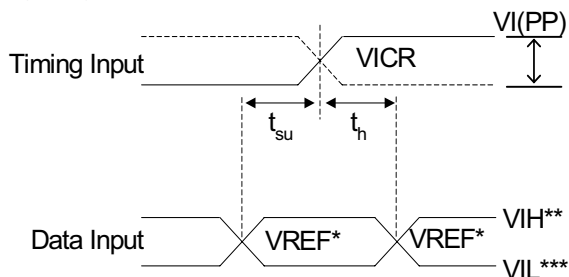 VI(PP)
Timing Input
VICR
tsu
th
Data Input
VREF*
VREF*
VIH**
VIL***